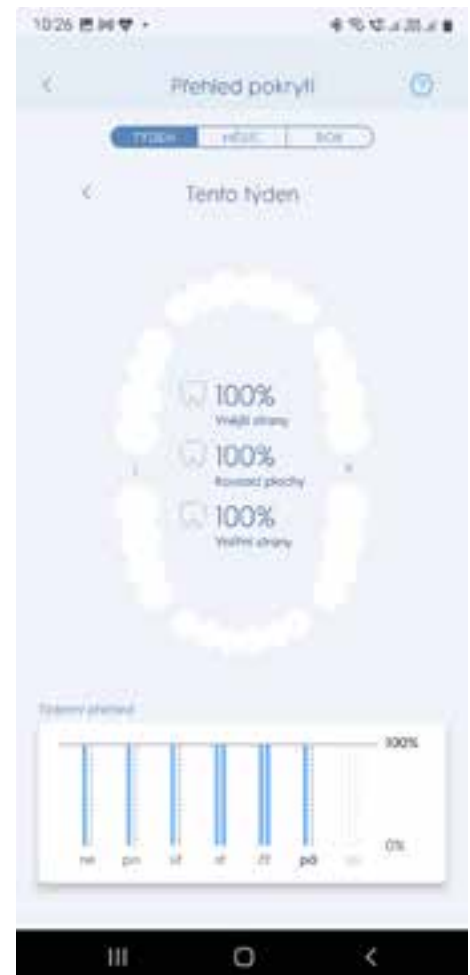 10:26
Přehled pokrytí
TÝDEN MĚSÍC ROK
Tento týden
100%
Vnější strany
100%
Kousací plochy
L R
100%
Vnitřní strany
Týdenní přehled
100%
0%
ne po út st čt pá so